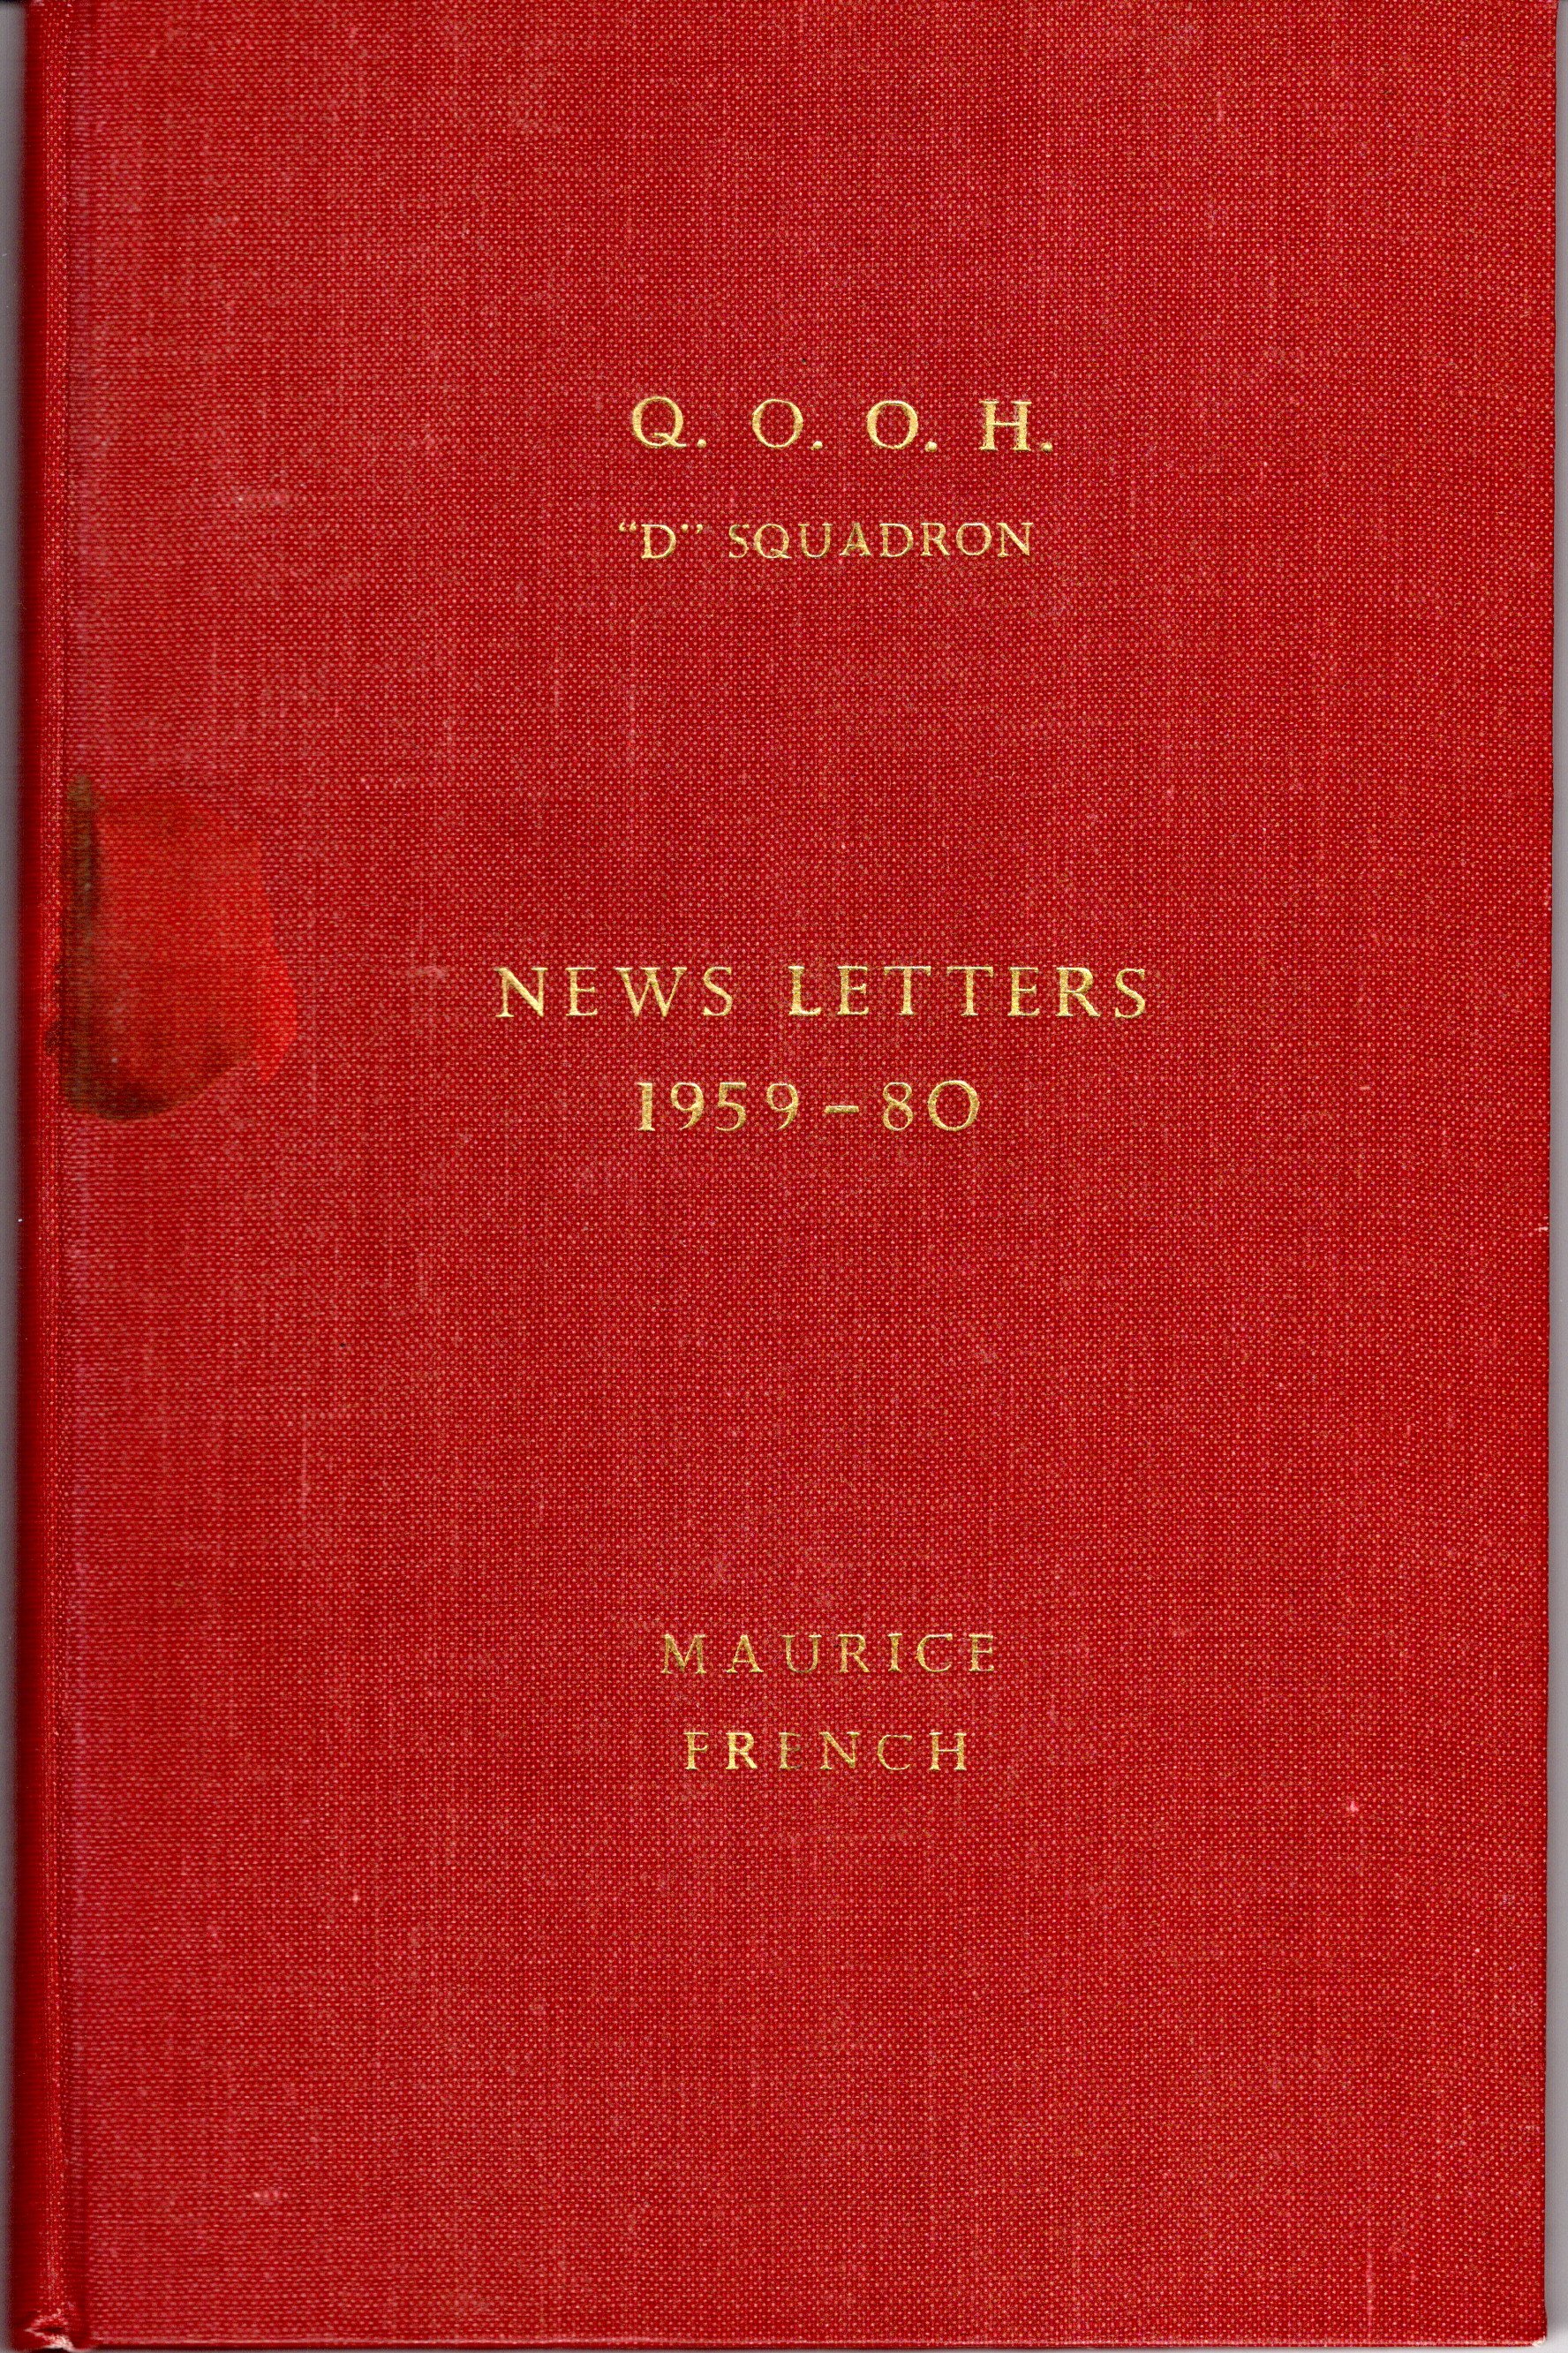 Q. O. O. H.
“D” SQUADRON
NEWS LETTERS
1959–80
MAURICE
FRENCH